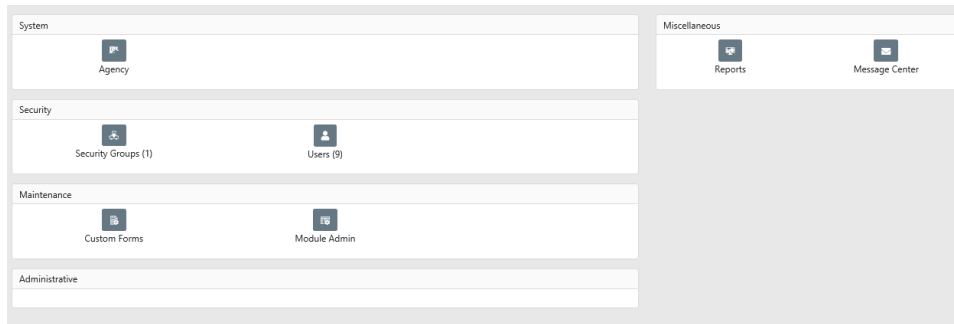 System
Agency
Security
Security Groups (1)
Users (9)
Maintenance
Custom Forms
Module Admin
Administrative
Miscellaneous
Reports
Message Center